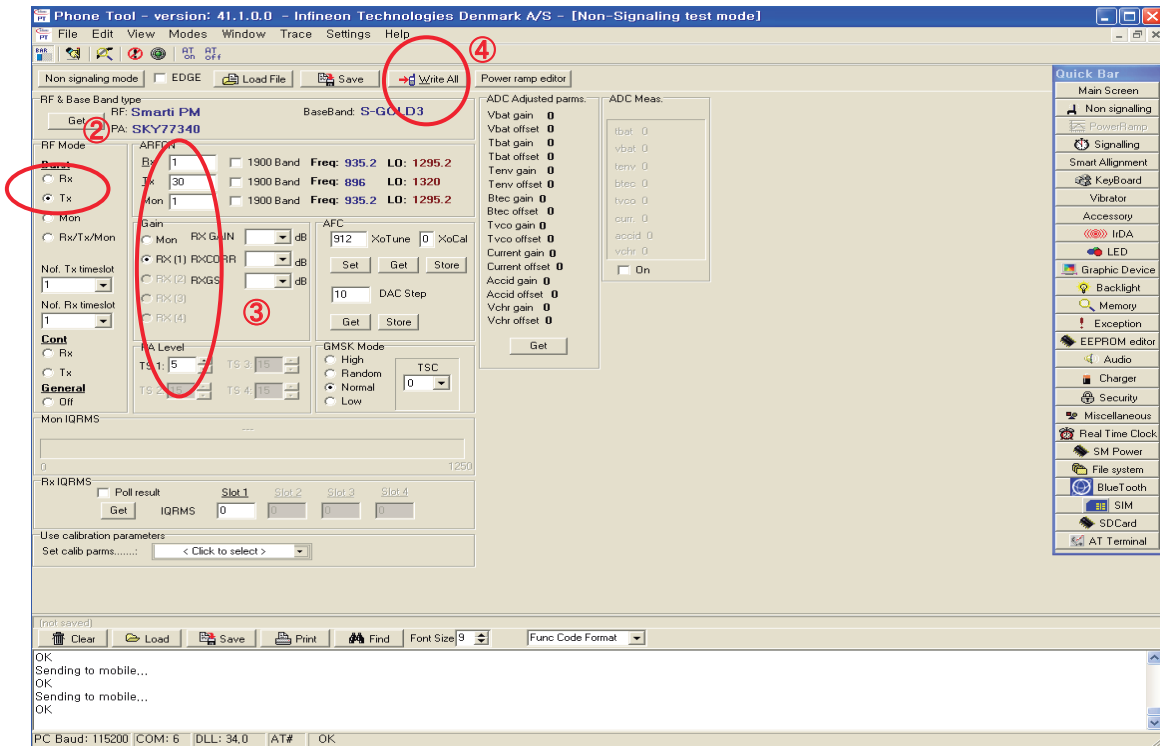 Phone Tool - version: 41.1.0.0 - Infineon Technologies Denmark A/S - [Non-Signaling test mode]
File Edit View Modes Window Trace Settings Help
BAR AT on AT off
④
Non signaling mode EDGE Load File Save Write All Power ramp editor
RF & Base Band type
Get RF: Smarti PM BaseBand: S-GOLD3
② PA: SKY77340
RF Mode
Burst
Rx
Tx
Mon
Rx/Tx/Mon
Nof. Tx timeslot
1
Nof. Rx timeslot
1
Cont
Rx
Tx
General
Off
ARFCN
Rx 1 1900 Band Freq: 935.2 LO: 1295.2
Tx 30 1900 Band Freq: 896 LO: 1320
Mon 1 1900 Band Freq: 935.2 LO: 1295.2
Gain
Mon RX GAIN dB
RX (1) RXCORR dB
RX (2) RXGS dB
RX (3)
RX (4)
③
AFC
912 XoTune 0 XoCal
Set Get Store
10 DAC Step
Get Store
PA Level
TS 1: 5 TS 3: 15
TS 2: 15 TS 4: 15
GMSK Mode
High
Random
Normal
Low
TSC
0
Mon IQRMS
---
0 1250
Rx IQRMS
Poll result Slot 1 Slot 2 Slot 3 Slot 4
Get IQRMS 0 0 0 0
Use calibration parameters
Set calib parms......: < Click to select >
ADC Adjusted parms.
Vbat gain 0
Vbat offset 0
Tbat gain 0
Tbat offset 0
Tenv gain 0
Tenv offset 0
Btec gain 0
Btec offset 0
Tvco gain 0
Tvco offset 0
Current gain 0
Current offset 0
Accid gain 0
Accid offset 0
Vchr gain 0
Vchr offset 0
Get
ADC Meas.
tbat 0
vbat 0
tenv 0
btec 0
tvco 0
curr. 0
accid 0
vchr 0
On
Quick Bar
Main Screen
Non signalling
PowerRamp
Signalling
Smart Allignment
KeyBoard
Vibrator
Accessory
IrDA
LED
Graphic Device
Backlight
Memory
Exception
EEPROM editor
Audio
Charger
Security
Miscellaneous
Real Time Clock
SM Power
File system
BlueTooth
SIM
SDCard
AT Terminal
(not saved)
Clear Load Save Print Find Font Size 9 Func Code Format
OK
Sending to mobile...
OK
Sending to mobile...
OK
PC Baud: 115200 COM: 6 DLL: 34,0 AT# OK